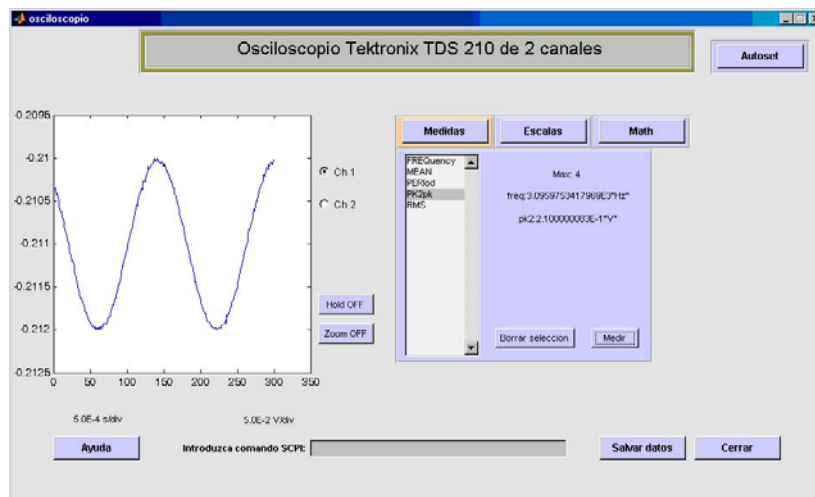 osciloscopio
Osciloscopio Tektronix TDS 210 de 2 canales
Autoset
-0.2095
-0.21
-0.2105
-0.211
-0.2115
-0.212
-0.2125
0 50 100 150 200 250 300 350
Ch 1
Ch 2
Hold OFF
Zoom OFF
Medidas Escalas Math
FREQuency
MEAN
PERIod
PK2pk
RMS
Max: 4
freq:3.0959753417969E3"Hz"
pk2:2.100000083E-1"V"
Borrar seleccion Medir
5.0E-4 s/div 5.0E-2 V/div
Ayuda Introduzca comando SCPI: Salvar datos Cerrar